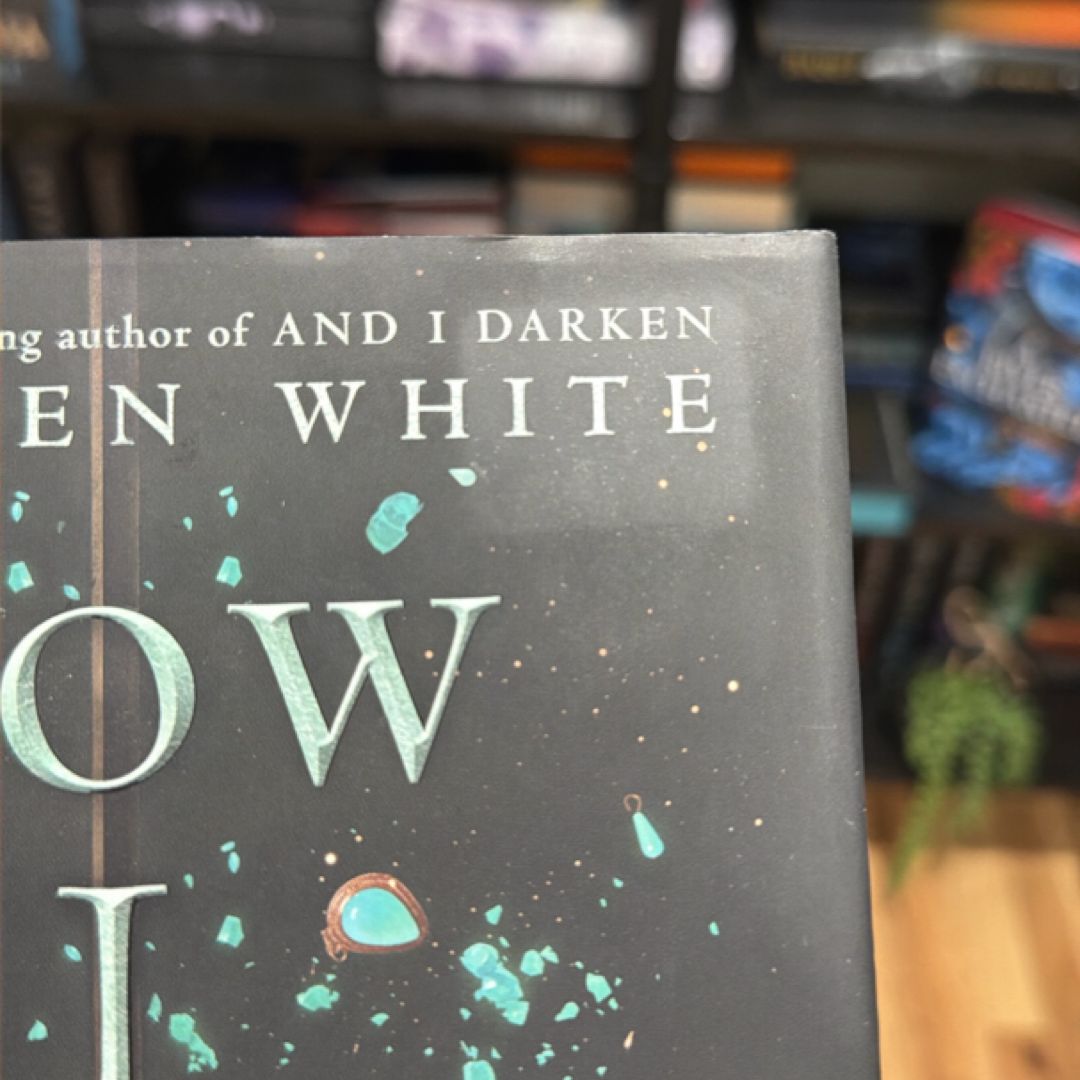 ng author of AND I DARKEN
EN WHITE
OW
I